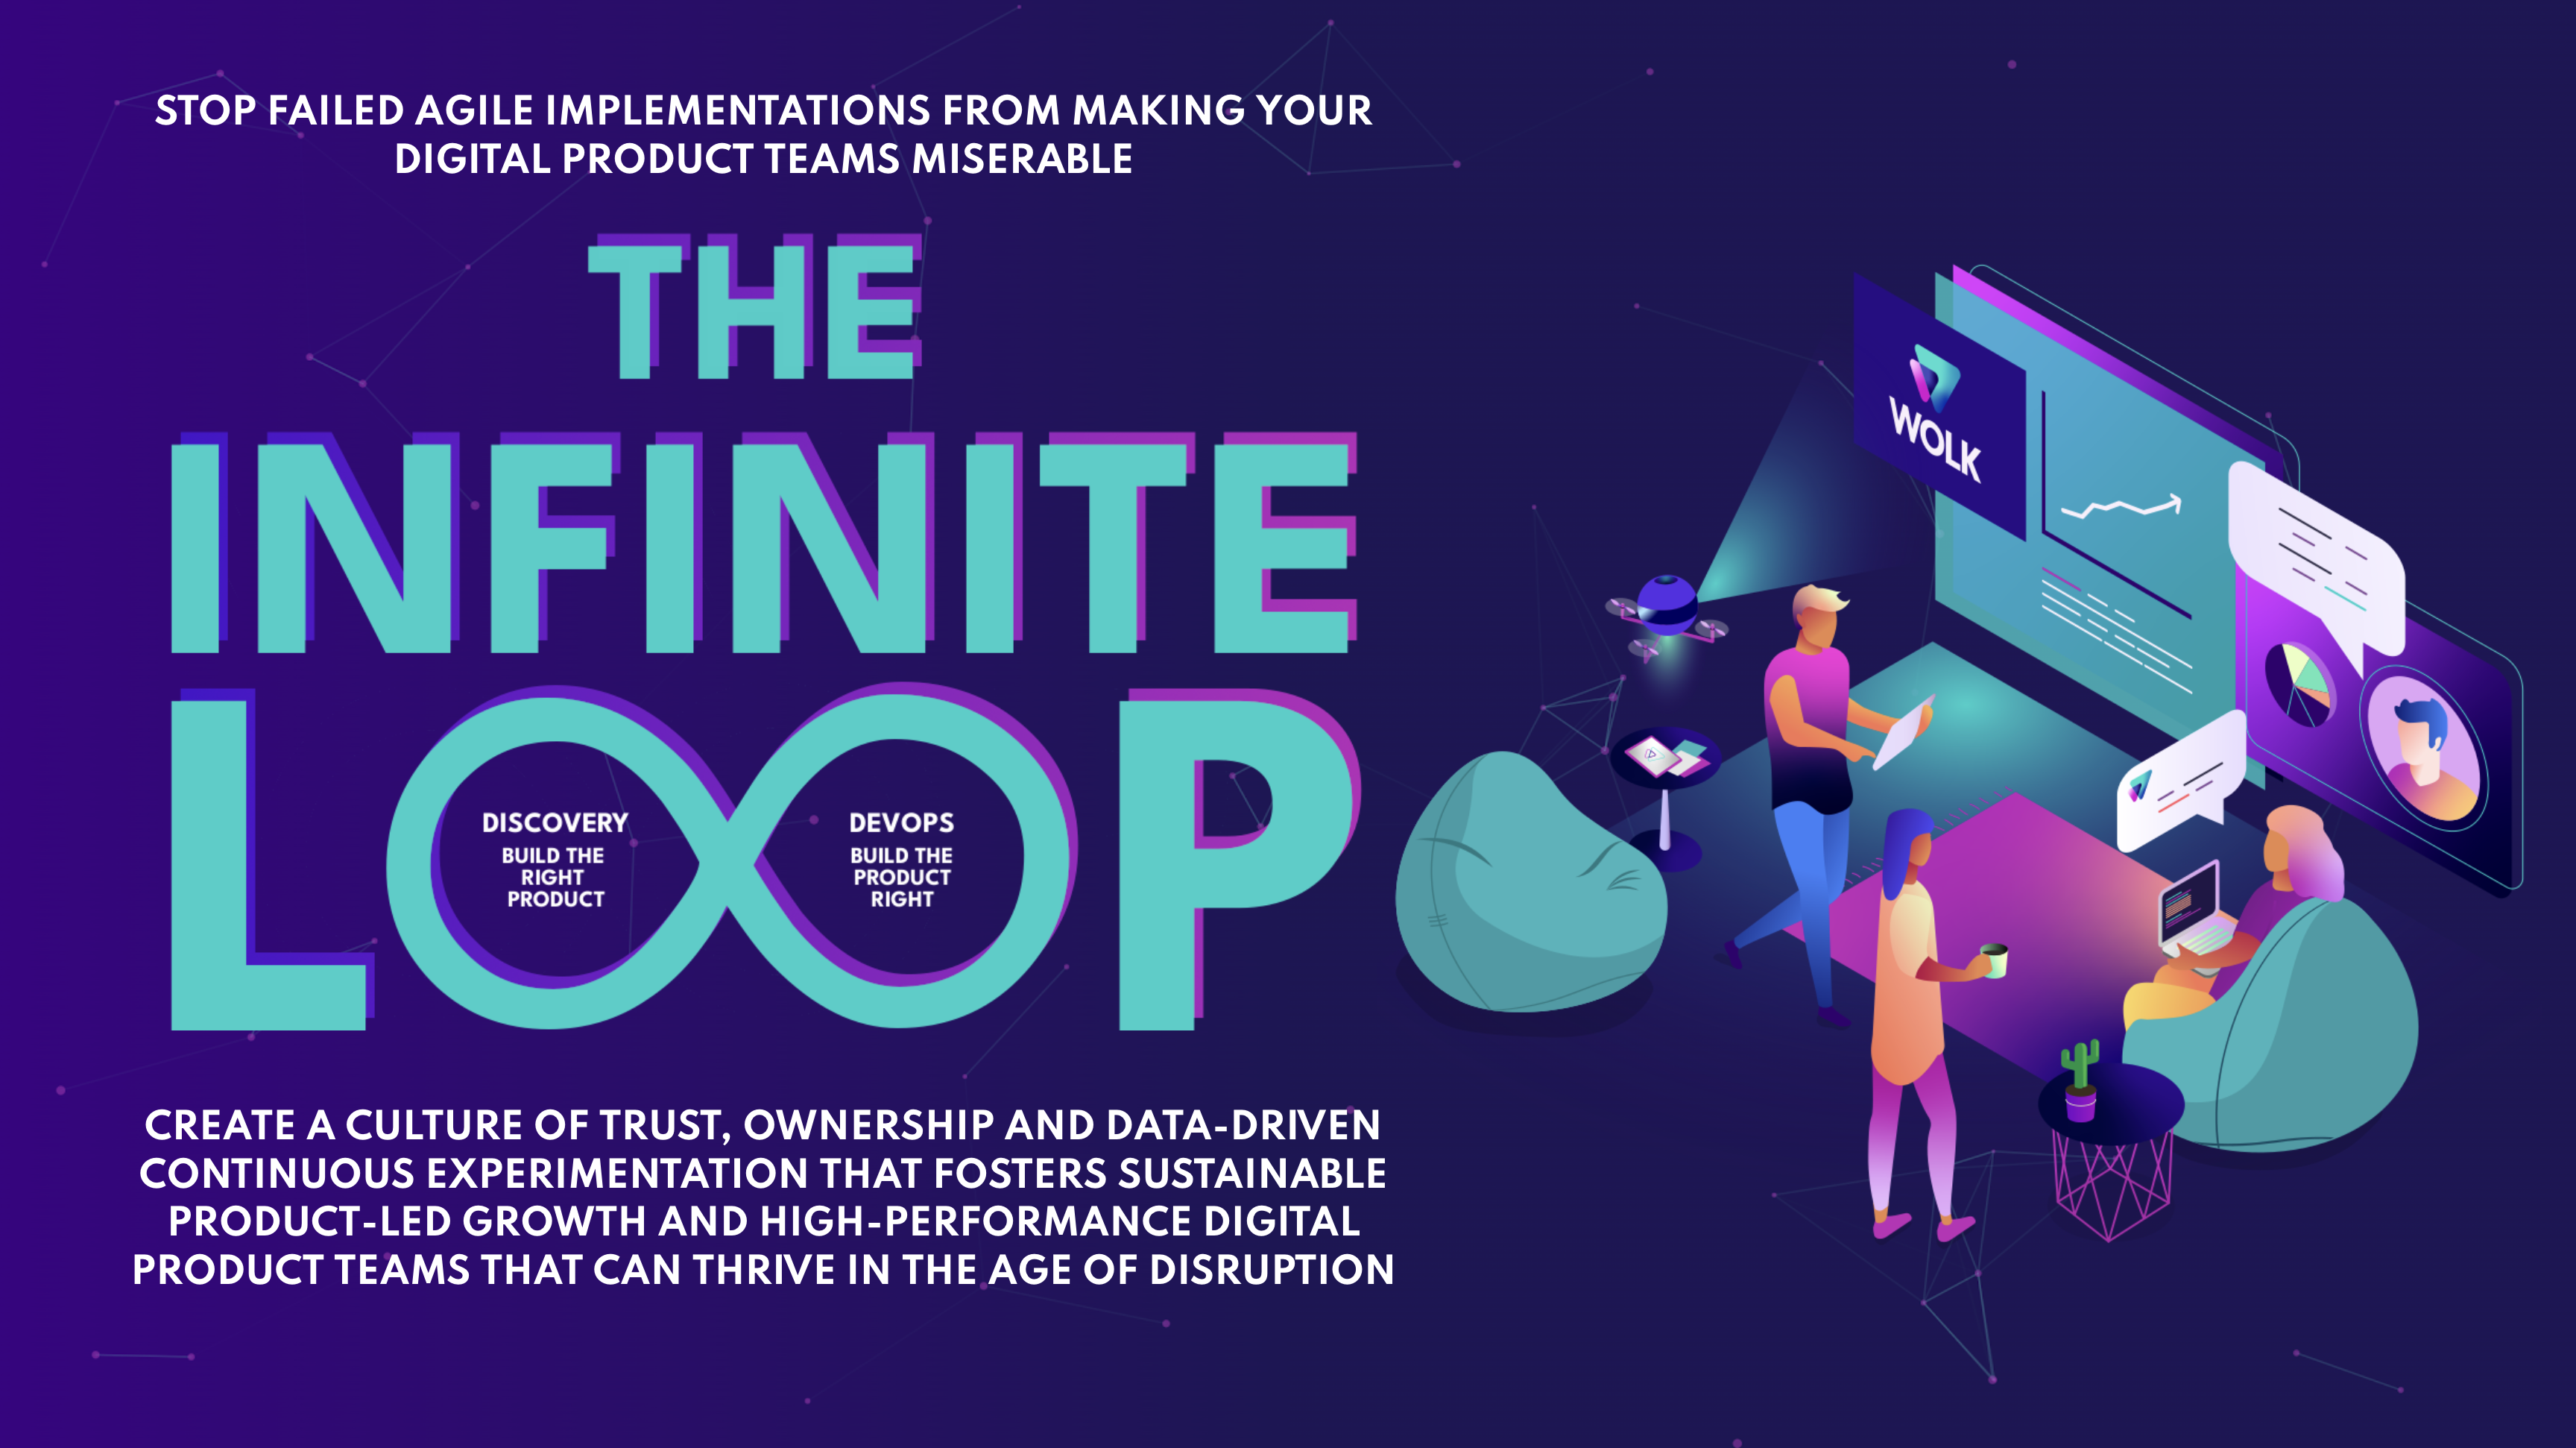 STOP FAILED AGILE IMPLEMENTATIONS FROM MAKING YOUR
DIGITAL PRODUCT TEAMS MISERABLE
THE
INFINITE
LOOP
DISCOVERY
BUILD THE
RIGHT
PRODUCT
DEVOPS
BUILD THE
PRODUCT
RIGHT
CREATE A CULTURE OF TRUST, OWNERSHIP AND DATA-DRIVEN
CONTINUOUS EXPERIMENTATION THAT FOSTERS SUSTAINABLE
PRODUCT-LED GROWTH AND HIGH-PERFORMANCE DIGITAL
PRODUCT TEAMS THAT CAN THRIVE IN THE AGE OF DISRUPTION
WOLK